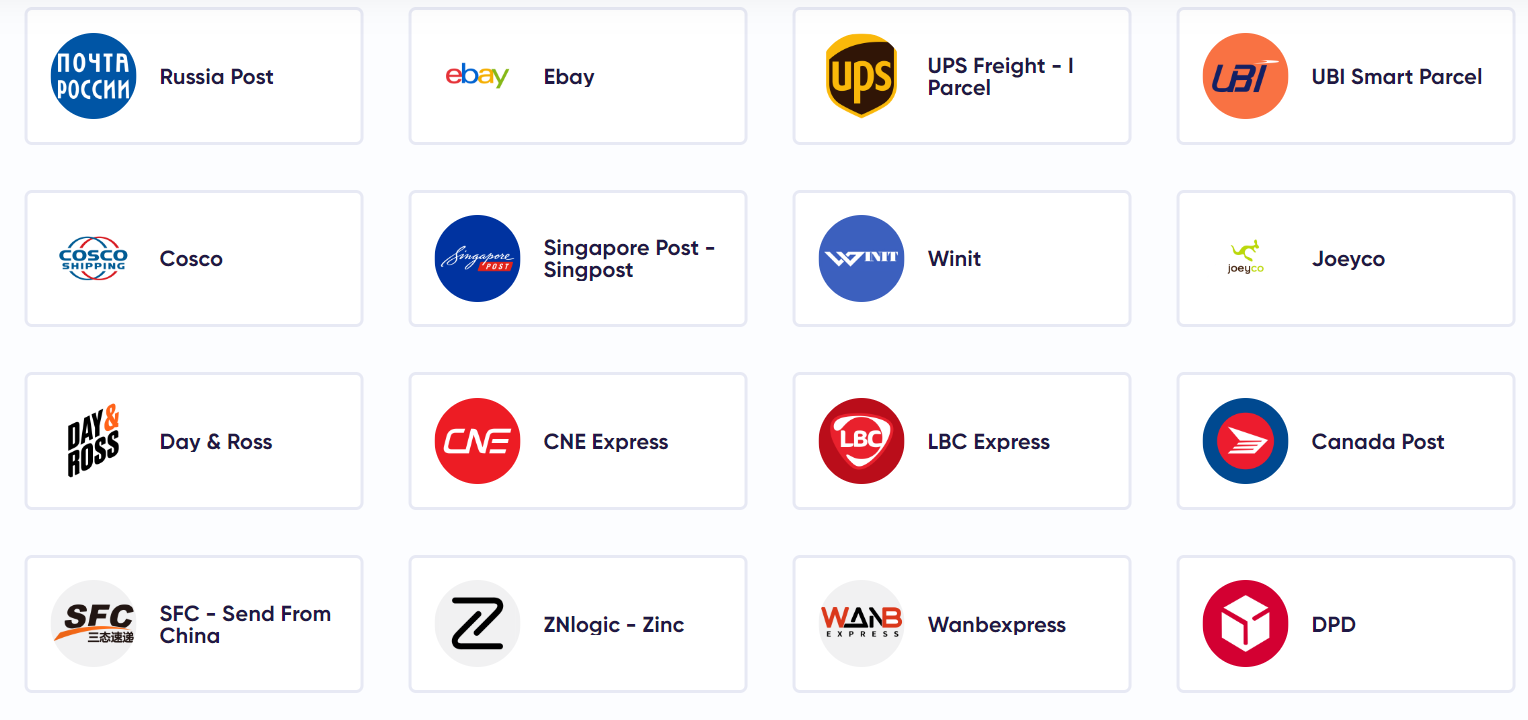 ПОЧТА
РОССИИ
Russia Post
ebay
Ebay
ups
UPS Freight - I
Parcel
UBI
UBI Smart Parcel
COSCO
SHIPPING
Cosco
Singapore
POST
Singapore Post -
Singpost
WINIT
Winit
joeyco
Joeyco
DAY &
ROSS
Day & Ross
CNE
CNE Express
LBC
LBC Express
Canada Post
SFC
三态速递
SFC - Send From
China
Z
ZNlogic - Zinc
WANB
EXPRESS
Wanbexpress
DPD